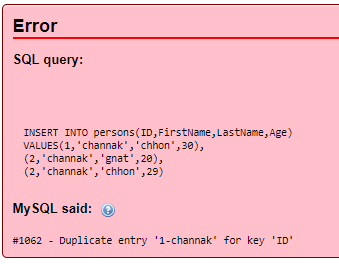 Error
SQL query:
INSERT INTO persons(ID,FirstName,LastName,Age)
VALUES(1,'channak','chhon',30),
(2,'channak','gnat',20),
(2,'channak','chhon',29)
MySQL said:
#1062 - Duplicate entry '1-channak' for key 'ID'